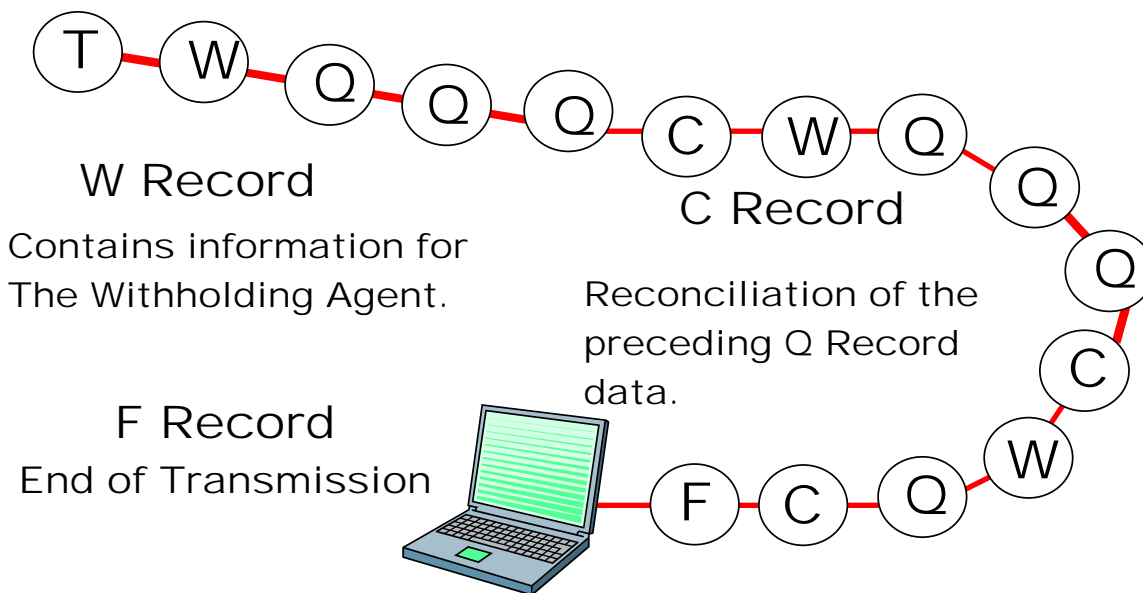 T W Q Q Q C W Q Q Q C W Q C F
W Record
Contains information for
The Withholding Agent.
C Record
Reconciliation of the
preceding Q Record
data.
F Record
End of Transmission